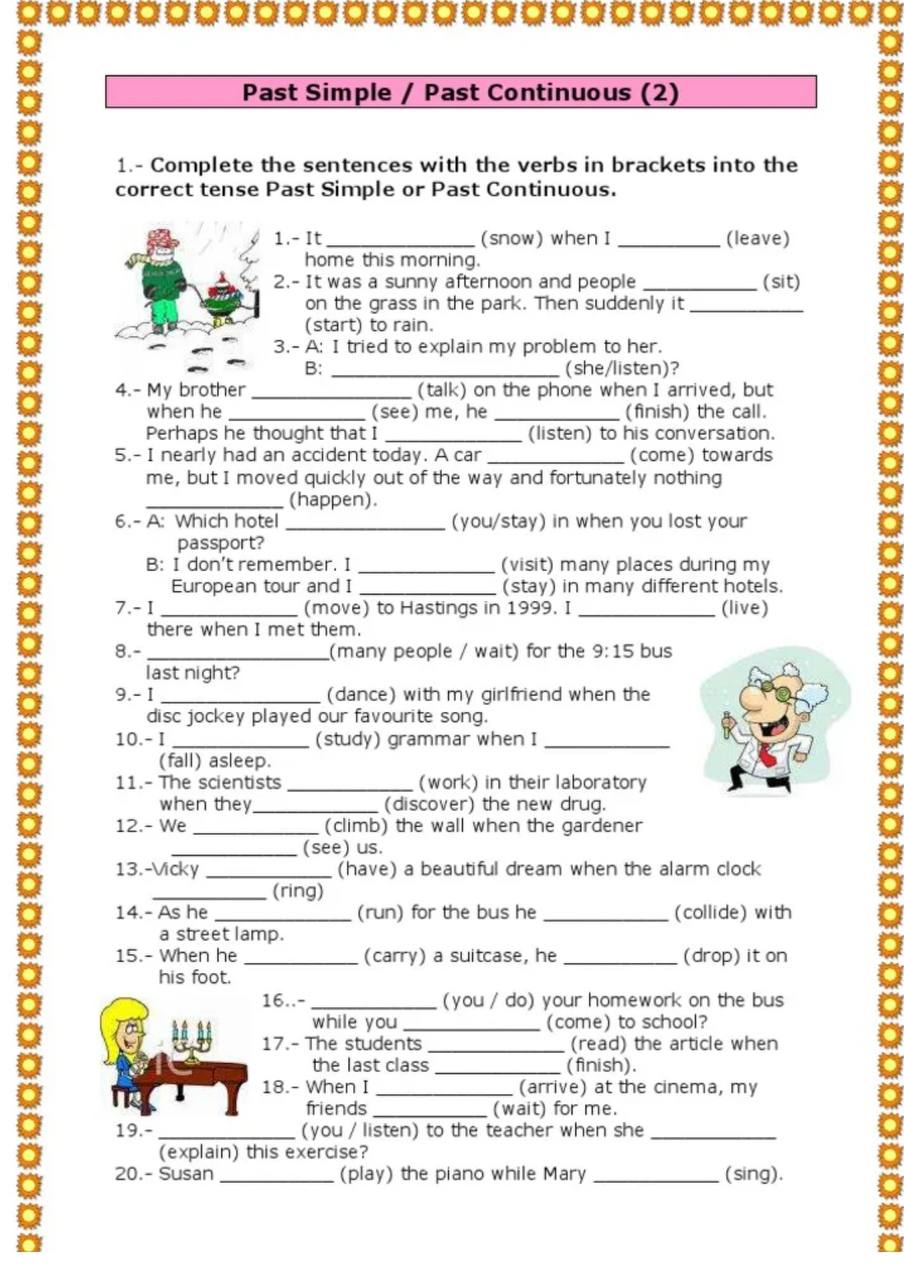 Past Simple / Past Continuous (2)
1.- Complete the sentences with the verbs in brackets into the
correct tense Past Simple or Past Continuous.
1.- It _____________ (snow) when I _________ (leave)
home this morning.
2.- It was a sunny afternoon and people __________ (sit)
on the grass in the park. Then suddenly it __________
(start) to rain.
3.- A: I tried to explain my problem to her.
B: ____________________ (she/listen)?
4.- My brother ______________ (talk) on the phone when I arrived, but
when he ____________ (see) me, he ___________ (finish) the call.
Perhaps he thought that I ____________ (listen) to his conversation.
5.- I nearly had an accident today. A car ____________ (come) towards
me, but I moved quickly out of the way and fortunately nothing
____________ (happen).
6.- A: Which hotel ______________ (you/stay) in when you lost your
passport?
B: I don't remember. I ____________ (visit) many places during my
European tour and I ____________ (stay) in many different hotels.
7.- I ____________ (move) to Hastings in 1999. I ____________ (live)
there when I met them.
8.- ________________(many people / wait) for the 9:15 bus
last night?
9.- I ______________ (dance) with my girlfriend when the
disc jockey played our favourite song.
10.- I ____________ (study) grammar when I ___________
(fall) asleep.
11.- The scientists ___________ (work) in their laboratory
when they___________ (discover) the new drug.
12.- We ___________ (climb) the wall when the gardener
___________ (see) us.
13.-Vicky ___________ (have) a beautiful dream when the alarm clock
__________ (ring)
14.- As he ____________ (run) for the bus he ___________ (collide) with
a street lamp.
15.- When he __________ (carry) a suitcase, he __________ (drop) it on
his foot.
16..- ___________ (you / do) your homework on the bus
while you ____________ (come) to school?
17.- The students ____________ (read) the article when
the last class ___________ (finish).
18.- When I ____________ (arrive) at the cinema, my
friends __________ (wait) for me.
19.- ____________ (you / listen) to the teacher when she ___________
(explain) this exercise?
20.- Susan __________ (play) the piano while Mary ___________ (sing).